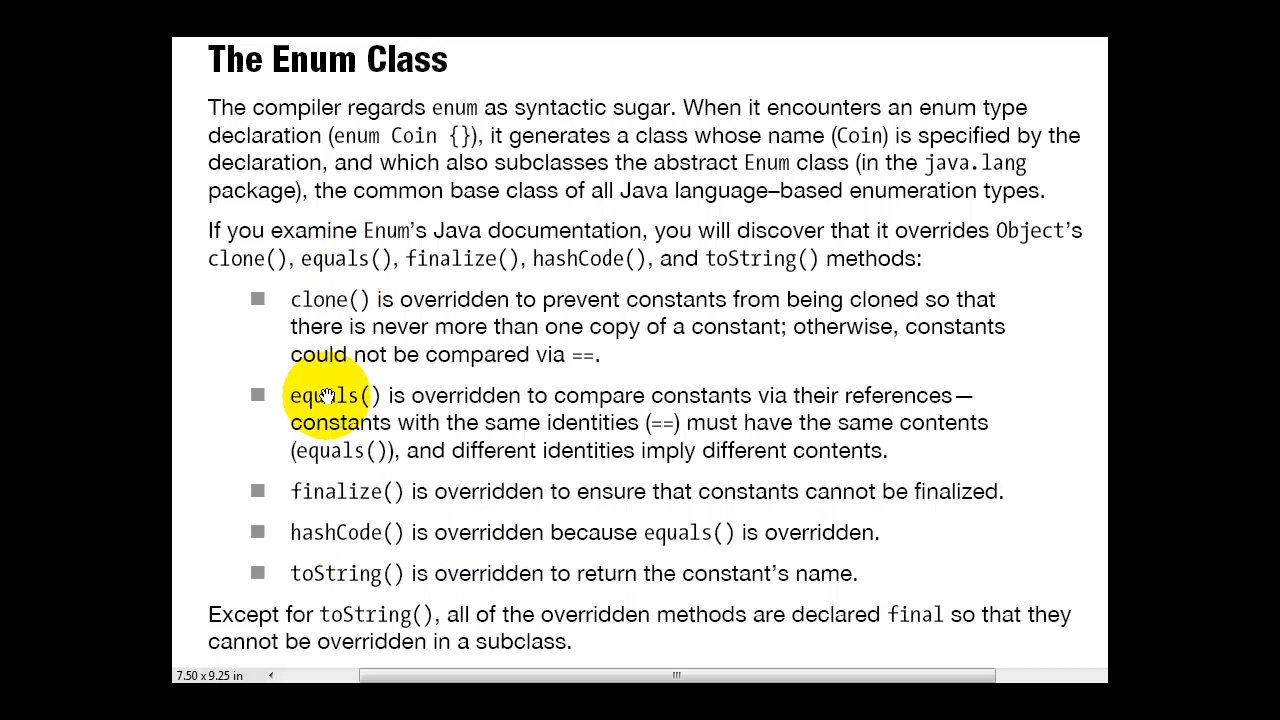 The Enum Class
The compiler regards enum as syntactic sugar. When it encounters an enum type
declaration (enum Coin {}), it generates a class whose name (Coin) is specified by the
declaration, and which also subclasses the abstract Enum class (in the java.lang
package), the common base class of all Java language–based enumeration types.
If you examine Enum's Java documentation, you will discover that it overrides Object's
clone(), equals(), finalize(), hashCode(), and toString() methods:
clone() is overridden to prevent constants from being cloned so that
there is never more than one copy of a constant; otherwise, constants
could not be compared via ==.
equals() is overridden to compare constants via their references—
constants with the same identities (==) must have the same contents
(equals()), and different identities imply different contents.
finalize() is overridden to ensure that constants cannot be finalized.
hashCode() is overridden because equals() is overridden.
toString() is overridden to return the constant's name.
Except for toString(), all of the overridden methods are declared final so that they
cannot be overridden in a subclass.
7.50 x 9.25 in